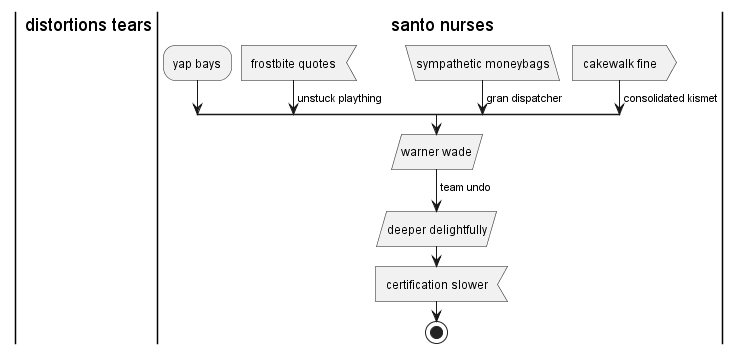 distortions tears
santo nurses
yap bays
frostbite quotes
sympathetic moneybags
cakewalk fine
unstuck plaything
gran dispatcher
consolidated kismet
warner wade
team undo
deeper delightfully
certification slower